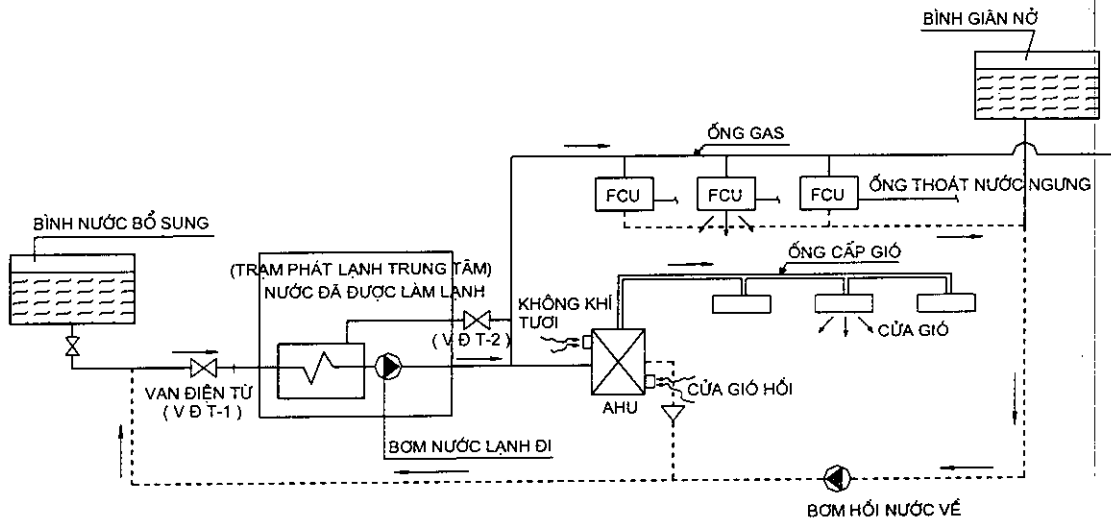 BÌNH GIÃN NỞ
ỐNG GAS
FCU
FCU
FCU
ỐNG THOÁT NƯỚC NGƯNG
BÌNH NƯỚC BỔ SUNG
(TRẠM PHÁT LẠNH TRUNG TÂM)
NƯỚC ĐÃ ĐƯỢC LÀM LẠNH
ỐNG CẤP GIÓ
KHÔNG KHÍ
TƯƠI
( V Đ T-2 )
CỬA GIÓ
VAN ĐIỆN TỪ
( V Đ T-1 )
CỬA GIÓ HỒI
AHU
BƠM NƯỚC LẠNH ĐI
BƠM HỒI NƯỚC VỀ